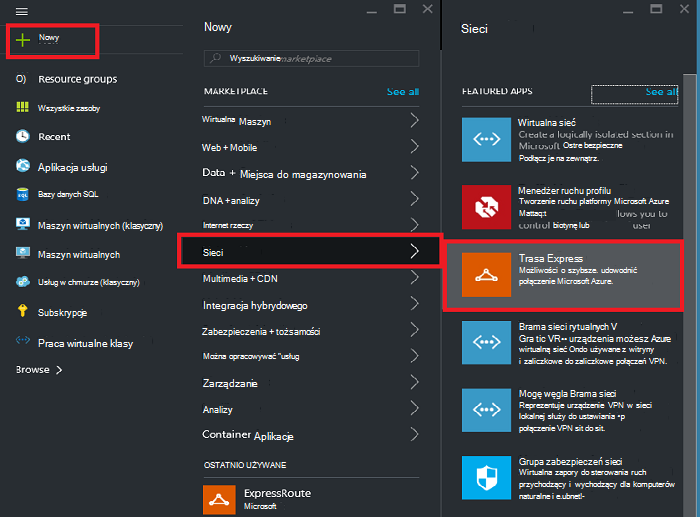 Nowy
Resource groups
Wszystkie zasoby
Recent
Aplikacja usługi
Bazy danych SQL
SQL
Maszyn wirtualnych (klasyczny)
Maszyn wirtualnych
Usług w chmurze (klasyczny)
Subskrypcje
Praca wirtualne klasy
Browse
Nowy
Wyszukiwanie marketplace
MARKETPLACE
See all
Wirtualna Maszyn
Web + Mobile
Data + Miejsca do magazynowania
DNA +analizy
Internet rzeczy
Sieci
Multimedia + CDN
Integracja hybrydowego
Zabezpieczenia + tożsamości
Można opracowywać "usług
Zarządzanie
Analizy
Container Aplikacje
OSTATNIO UŻYWANE
ExpressRoute
Microsoft
Sieci
FEATURED APPS
See all
Wirtualna sieć
Create a logically isolated section in
Microsoft Ostre bezpieczne
Podłącz je na zewnątrz.
Menedżer ruchu profilu
Tworzenie ruchu platformy Microsoft Azure
Mattaq:t lows you to
control biotynę lub user
Trasa Express
Możliwości o szybsze. udowodnić
połączenie Microsoft Azure.
Brama sieci rytualnych V
Gra tic VR-- urządzenia możesz Azure
wirtualną sieć Ondo używane z witryny
i zaliczkowe do zaliczkowe połączeń VPN.
Mogę węgla Brama sieci
Reprezentuje urządzenie VPN w sieci
lokalnej służy do ustawiania •p
połączenie VPN sit do sit.
Grupa zabezpieczeń sieci
Wirtualne zapory do sterowania ruch
przychodzący i wychodzący dla komputerów
naturalne i e.ubnetl-